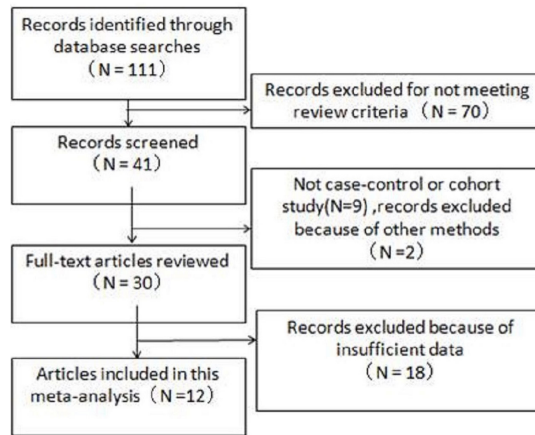 Records identified through
database searches
（N = 111）
Records excluded for not meeting
review criteria （N = 70）
Records screened
（N = 41）
Not case-control or cohort
study(N=9) ,records excluded
because of other methods
（N =2）
Full-text articles reviewed
（N = 30）
Records excluded because of
insufficient data
（N = 18）
Articles included in this
meta-analysis（N =12）